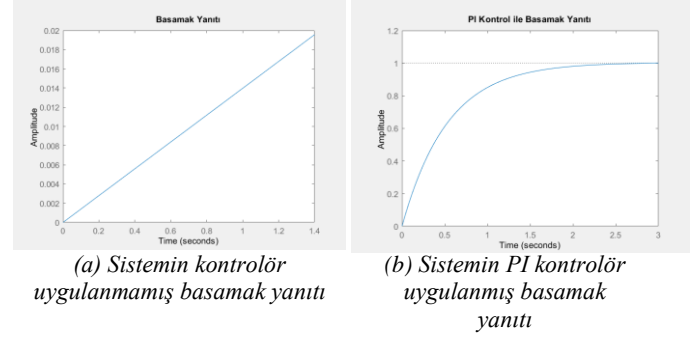 Basamak Yanıtı
0.02
0.018
0.016
0.014
0.012
0.01
0.008
0.006
0.004
0.002
0
Amplitude
0 0.2 0.4 0.6 0.8 1 1.2 1.4
Time (seconds)
(a) Sistemin kontrolör
uygulanmamış basamak yanıtı
PI Kontrol ile Basamak Yanıtı
1.2
1
0.8
0.6
0.4
0.2
0
Amplitude
0 0.5 1 1.5 2 2.5 3
Time (seconds)
(b) Sistemin PI kontrolör
uygulanmış basamak
yanıtı